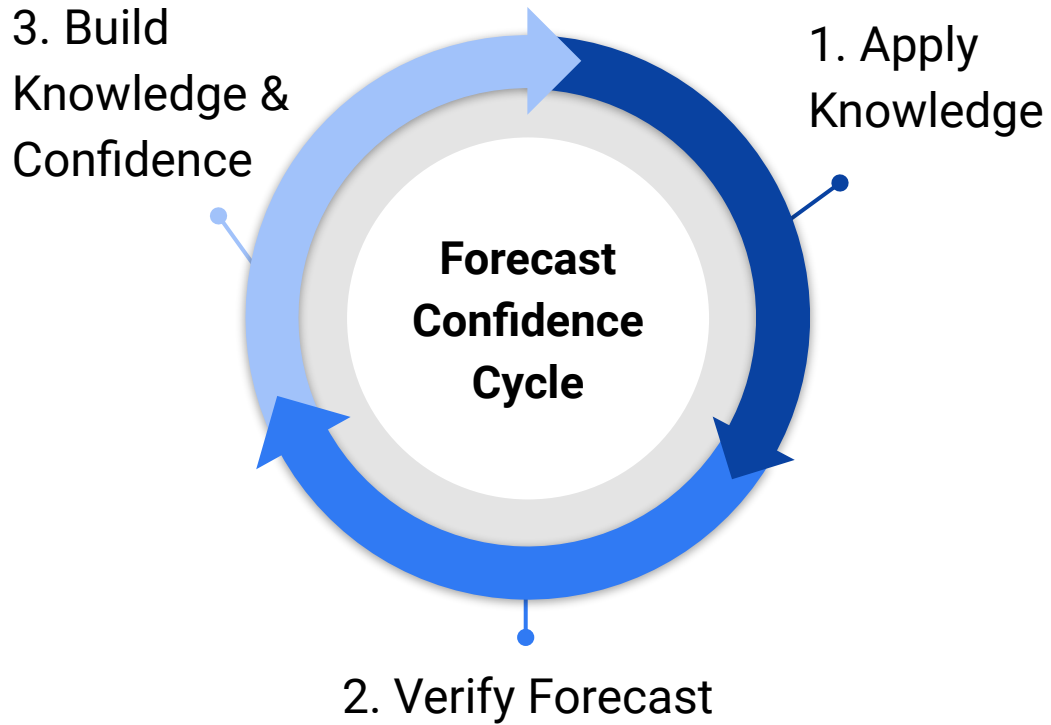 3. Build
Knowledge &
Confidence
1. Apply
Knowledge
Forecast
Confidence
Cycle
2. Verify Forecast